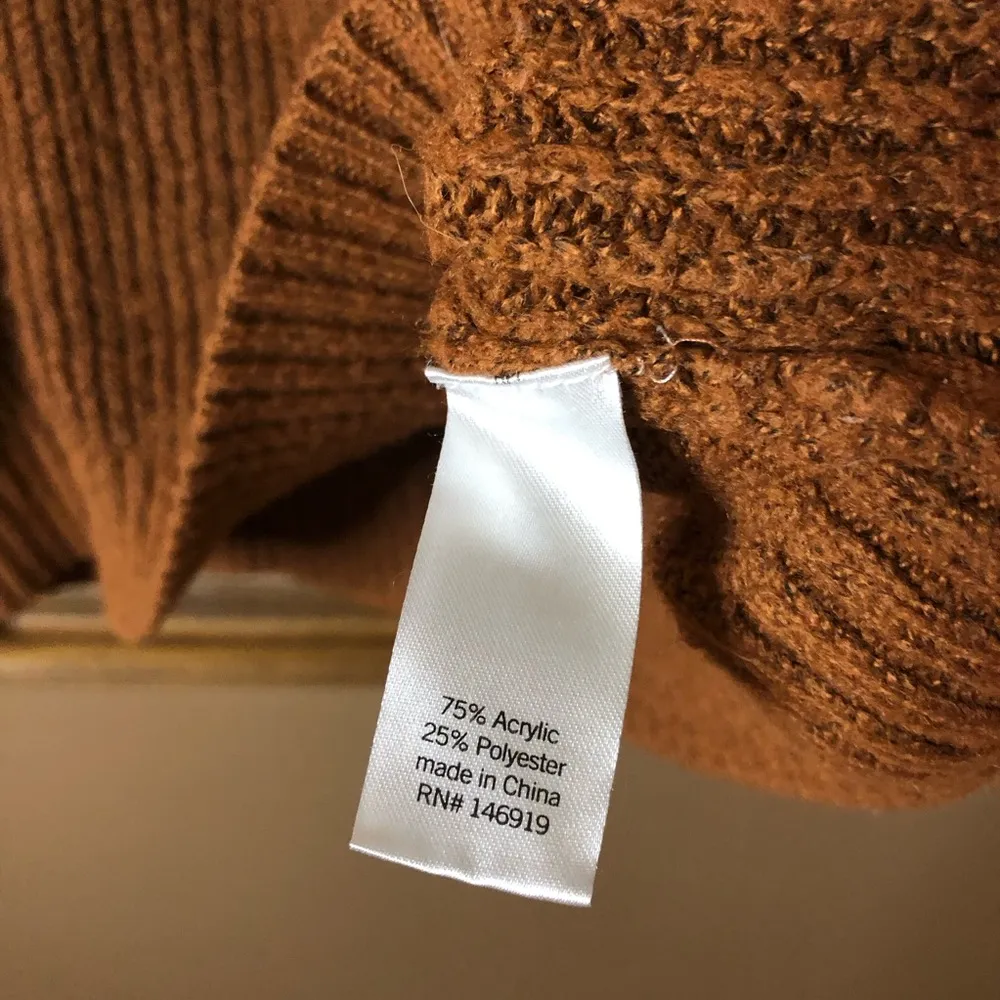 75% Acrylic
25% Polyester
made in China
RN# 146919